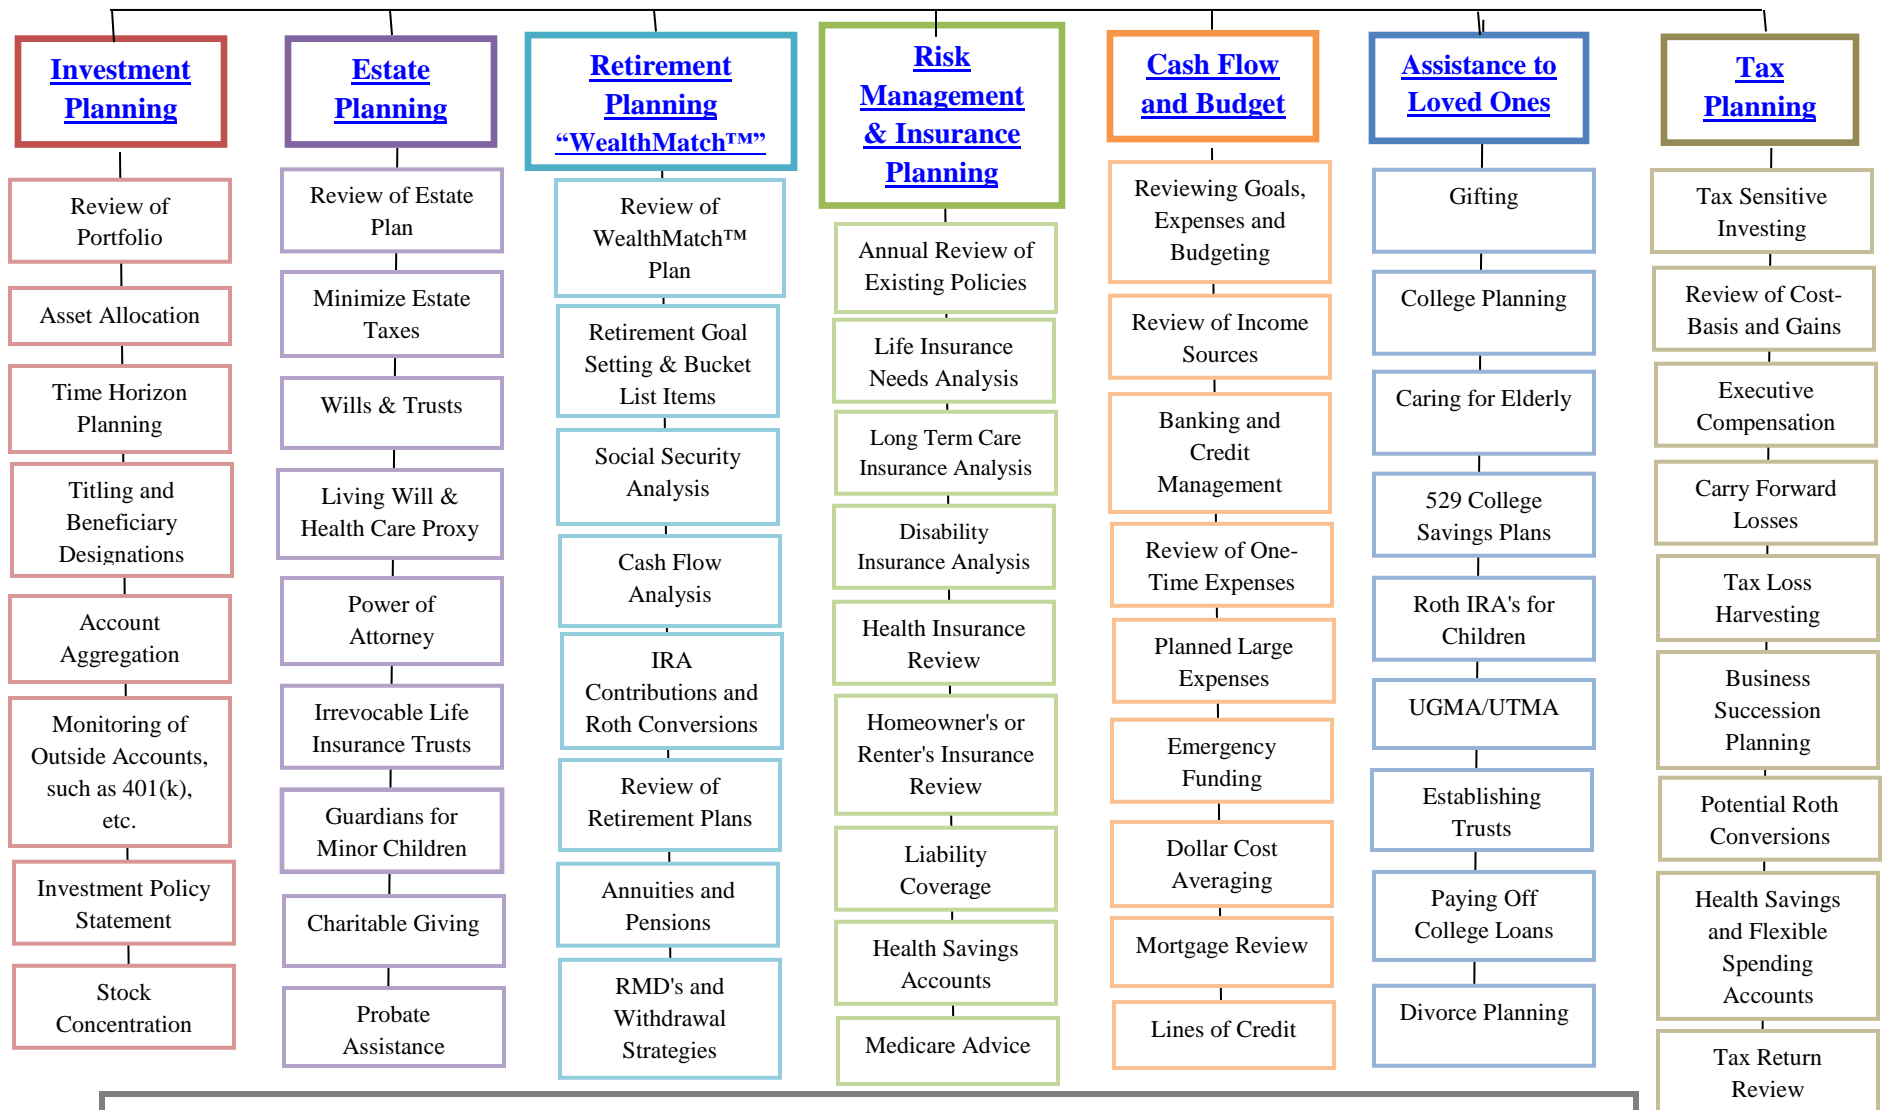 Investment
Planning
Review of
Portfolio
Asset Allocation
Time Horizon
Planning
Titling and
Beneficiary
Designations
Account
Aggregation
Monitoring of
Outside Accounts,
such as 401(k),
etc.
Investment Policy
Statement
Stock
Concentration
Estate
Planning
Review of Estate
Plan
Minimize Estate
Taxes
Wills & Trusts
Living Will &
Health Care Proxy
Power of
Attorney
Irrevocable Life
Insurance Trusts
Guardians for
Minor Children
Charitable Giving
Probate
Assistance
Retirement
Planning
“WealthMatch™”
Review of
WealthMatch™
Plan
Retirement Goal
Setting & Bucket
List Items
Social Security
Analysis
Cash Flow
Analysis
IRA
Contributions and
Roth Conversions
Review of
Retirement Plans
Annuities and
Pensions
RMD's and
Withdrawal
Strategies
Risk
Management
& Insurance
Planning
Annual Review of
Existing Policies
Life Insurance
Needs Analysis
Long Term Care
Insurance Analysis
Disability
Insurance Analysis
Health Insurance
Review
Homeowner's or
Renter's Insurance
Review
Liability
Coverage
Health Savings
Accounts
Medicare Advice
Cash Flow
and Budget
Reviewing Goals,
Expenses and
Budgeting
Review of Income
Sources
Banking and
Credit
Management
Review of One-
Time Expenses
Planned Large
Expenses
Emergency
Funding
Dollar Cost
Averaging
Mortgage Review
Lines of Credit
Assistance to
Loved Ones
Gifting
College Planning
Caring for Elderly
529 College
Savings Plans
Roth IRA's for
Children
UGMA/UTMA
Establishing
Trusts
Paying Off
College Loans
Divorce Planning
Tax
Planning
Tax Sensitive
Investing
Review of Cost-
Basis and Gains
Executive
Compensation
Carry Forward
Losses
Tax Loss
Harvesting
Business
Succession
Planning
Potential Roth
Conversions
Health Savings
and Flexible
Spending
Accounts
Tax Return
Review